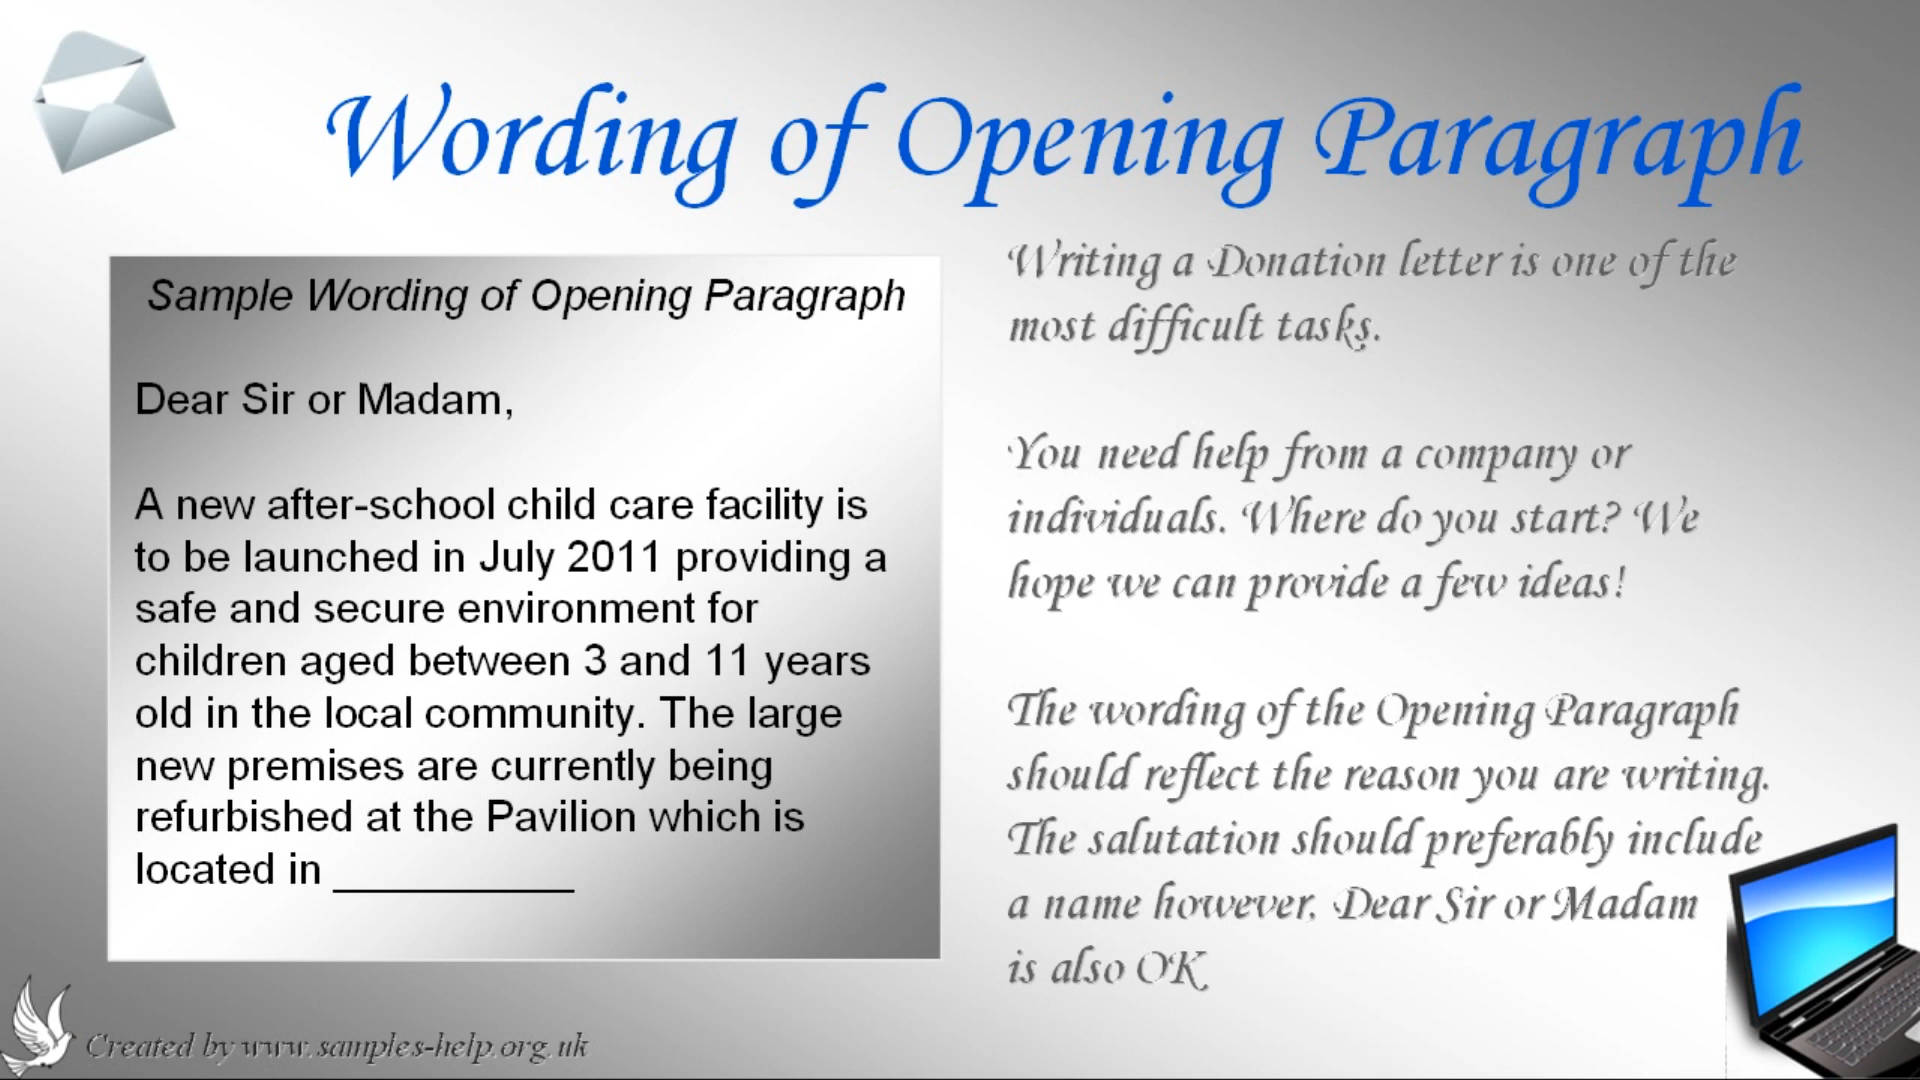 Wording of Opening Paragraph
Sample Wording of Opening Paragraph
Dear Sir or Madam,
A new after-school child care facility is
to be launched in July 2011 providing a
safe and secure environment for
children aged between 3 and 11 years
old in the local community. The large
new premises are currently being
refurbished at the Pavilion which is
located in __________
Writing a Donation letter is one of the
most difficult tasks.
You need help from a company or
individuals. Where do you start? We
hope we can provide a few ideas!
The wording of the Opening Paragraph
should reflect the reason you are writing.
The salutation should preferably include
a name however. Dear Sir or Madam
is also OK
Created by www.samples-help.org.uk